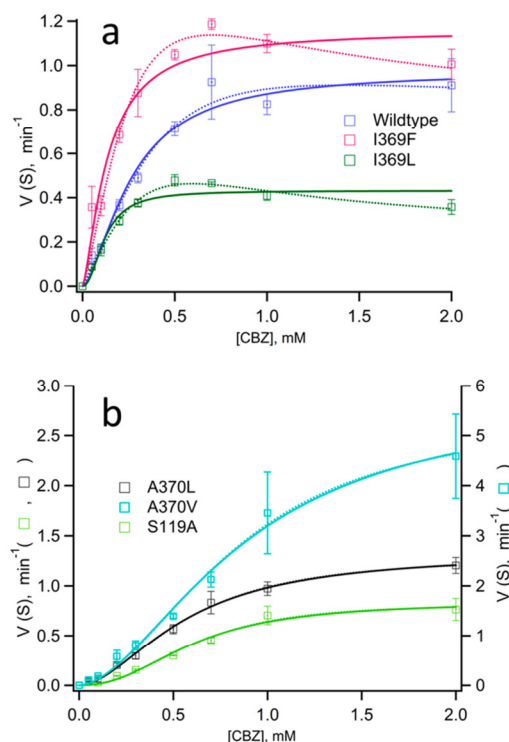 a
1.2
1.0
0.8
0.6
0.4
0.2
0.0
V (S), min-1
Wildtype
I369F
I369L
0.0 0.5 1.0 1.5 2.0
[CBZ], mM
b
3.0
2.5
2.0
1.5
1.0
0.5
0.0
V (S), min-1( , )
A370L
A370V
S119A
6
5
4
3
2
1
0
V (S), min-1( )
0.0 0.5 1.0 1.5 2.0
[CBZ], mM